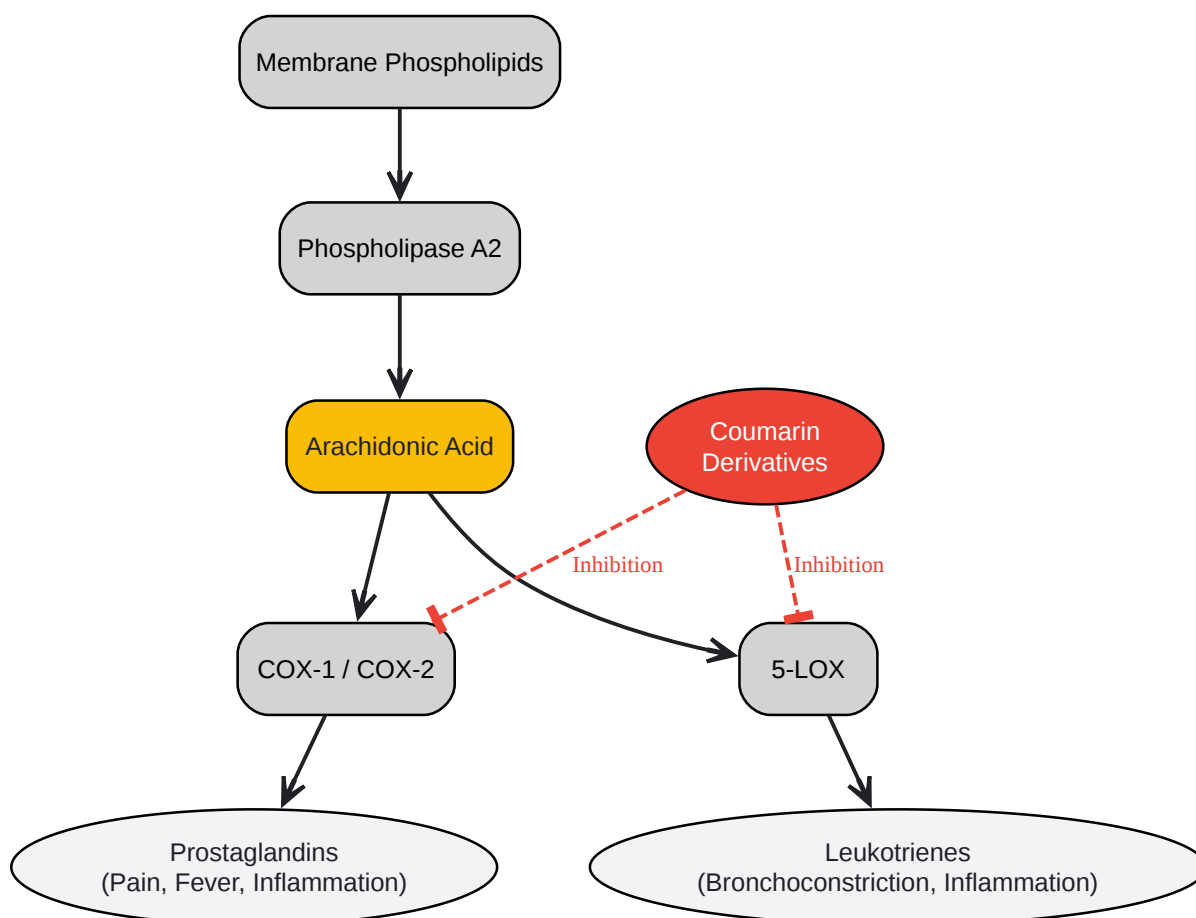 Membrane Phospholipids
Phospholipase A2
Arachidonic Acid
Coumarin
Derivatives
Inhibition
Inhibition
COX-1 / COX-2
5-LOX
Prostaglandins
(Pain, Fever, Inflammation)
Leukotrienes
(Bronchoconstriction, Inflammation)